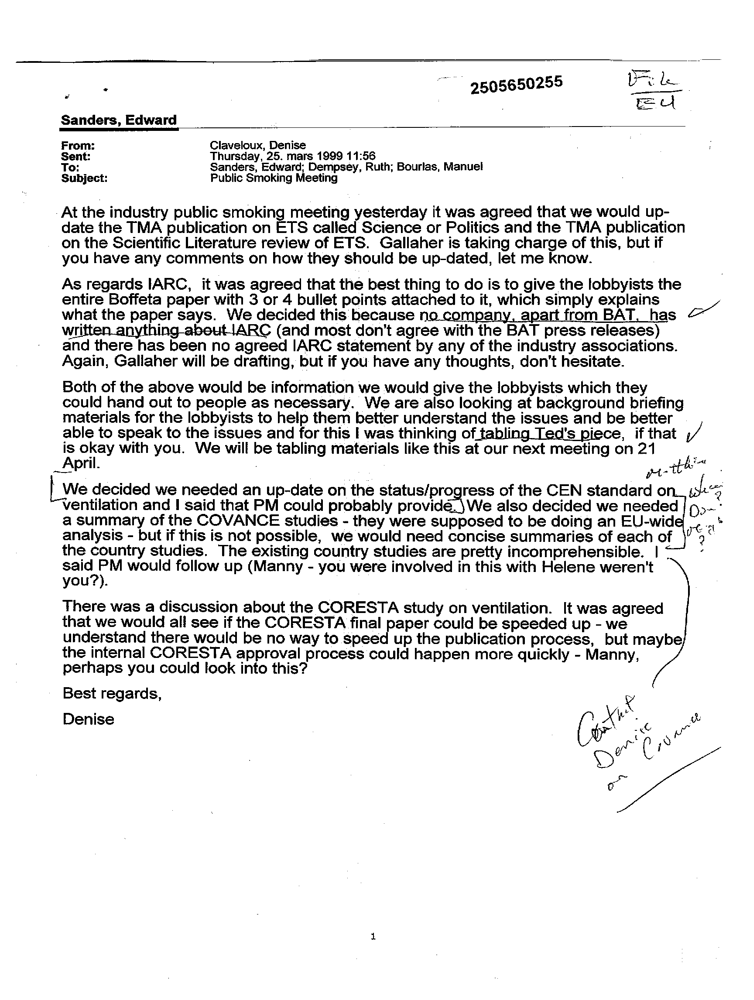 2505650255
File
EU
Sanders, Edward
From: Claveloux, Denise
Sent: Thursday, 25. mars 1999 11:56
To: Sanders, Edward; Dempsey, Ruth; Bourlas, Manuel
Subject: Public Smoking Meeting
At the industry public smoking meeting yesterday it was agreed that we would up-
date the TMA publication on ETS called Science or Politics and the TMA publication
on the Scientific Literature review of ETS. Gallaher is taking charge of this, but if
you have any comments on how they should be up-dated, let me know.
As regards IARC, it was agreed that the best thing to do is to give the lobbyists the
entire Boffeta paper with 3 or 4 bullet points attached to it, which simply explains
what the paper says. We decided this because no company, apart from BAT, has
written anything about IARC (and most don't agree with the BAT press releases)
and there has been no agreed IARC statement by any of the industry associations.
Again, Gallaher will be drafting, but if you have any thoughts, don't hesitate.
Both of the above would be information we would give the lobbyists which they
could hand out to people as necessary. We are also looking at background briefing
materials for the lobbyists to help them better understand the issues and be better
able to speak to the issues and for this I was thinking of tabling Ted's piece, if that
is okay with you. We will be tabling materials like this at our next meeting on 21
April.
We decided we needed an up-date on the status/progress of the CEN standard on
ventilation and I said that PM could probably provide. We also decided we needed
a summary of the COVANCE studies - they were supposed to be doing an EU-wide
analysis - but if this is not possible, we would need concise summaries of each of
the country studies. The existing country studies are pretty incomprehensible. I
said PM would follow up (Manny - you were involved in this with Helene weren't
you?).
There was a discussion about the CORESTA study on ventilation. It was agreed
that we would all see if the CORESTA final paper could be speeded up - we
understand there would be no way to speed up the publication process, but maybe
the internal CORESTA approval process could happen more quickly - Manny,
perhaps you could look into this?
Best regards,
Denise
Contact
Denise
on Covance
1